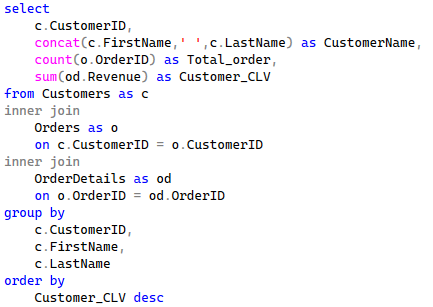 select
    c.CustomerID,
    concat(c.FirstName,' ',c.LastName) as CustomerName,
    count(o.OrderID) as Total_order,
    sum(od.Revenue) as Customer_CLV
from Customers as c
inner join
    Orders as o
    on c.CustomerID = o.CustomerID
inner join
    OrderDetails as od
    on o.OrderID = od.OrderID
group by
    c.CustomerID,
    c.FirstName,
    c.LastName
order by
    Customer_CLV desc